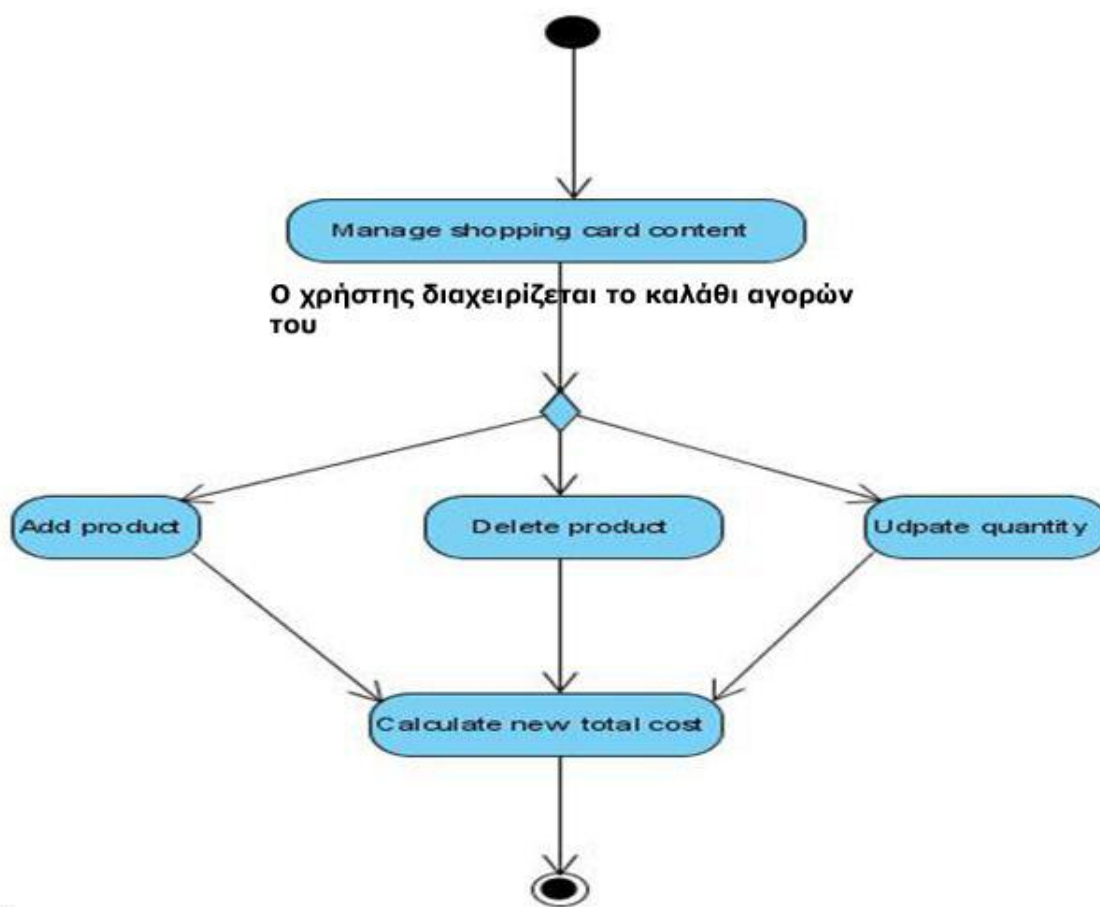 Manage shopping card content
Ο χρήστης διαχειρίζεται το καλάθι αγορών
του
Add product
Delete product
Udpate quantity
Calculate new total cost